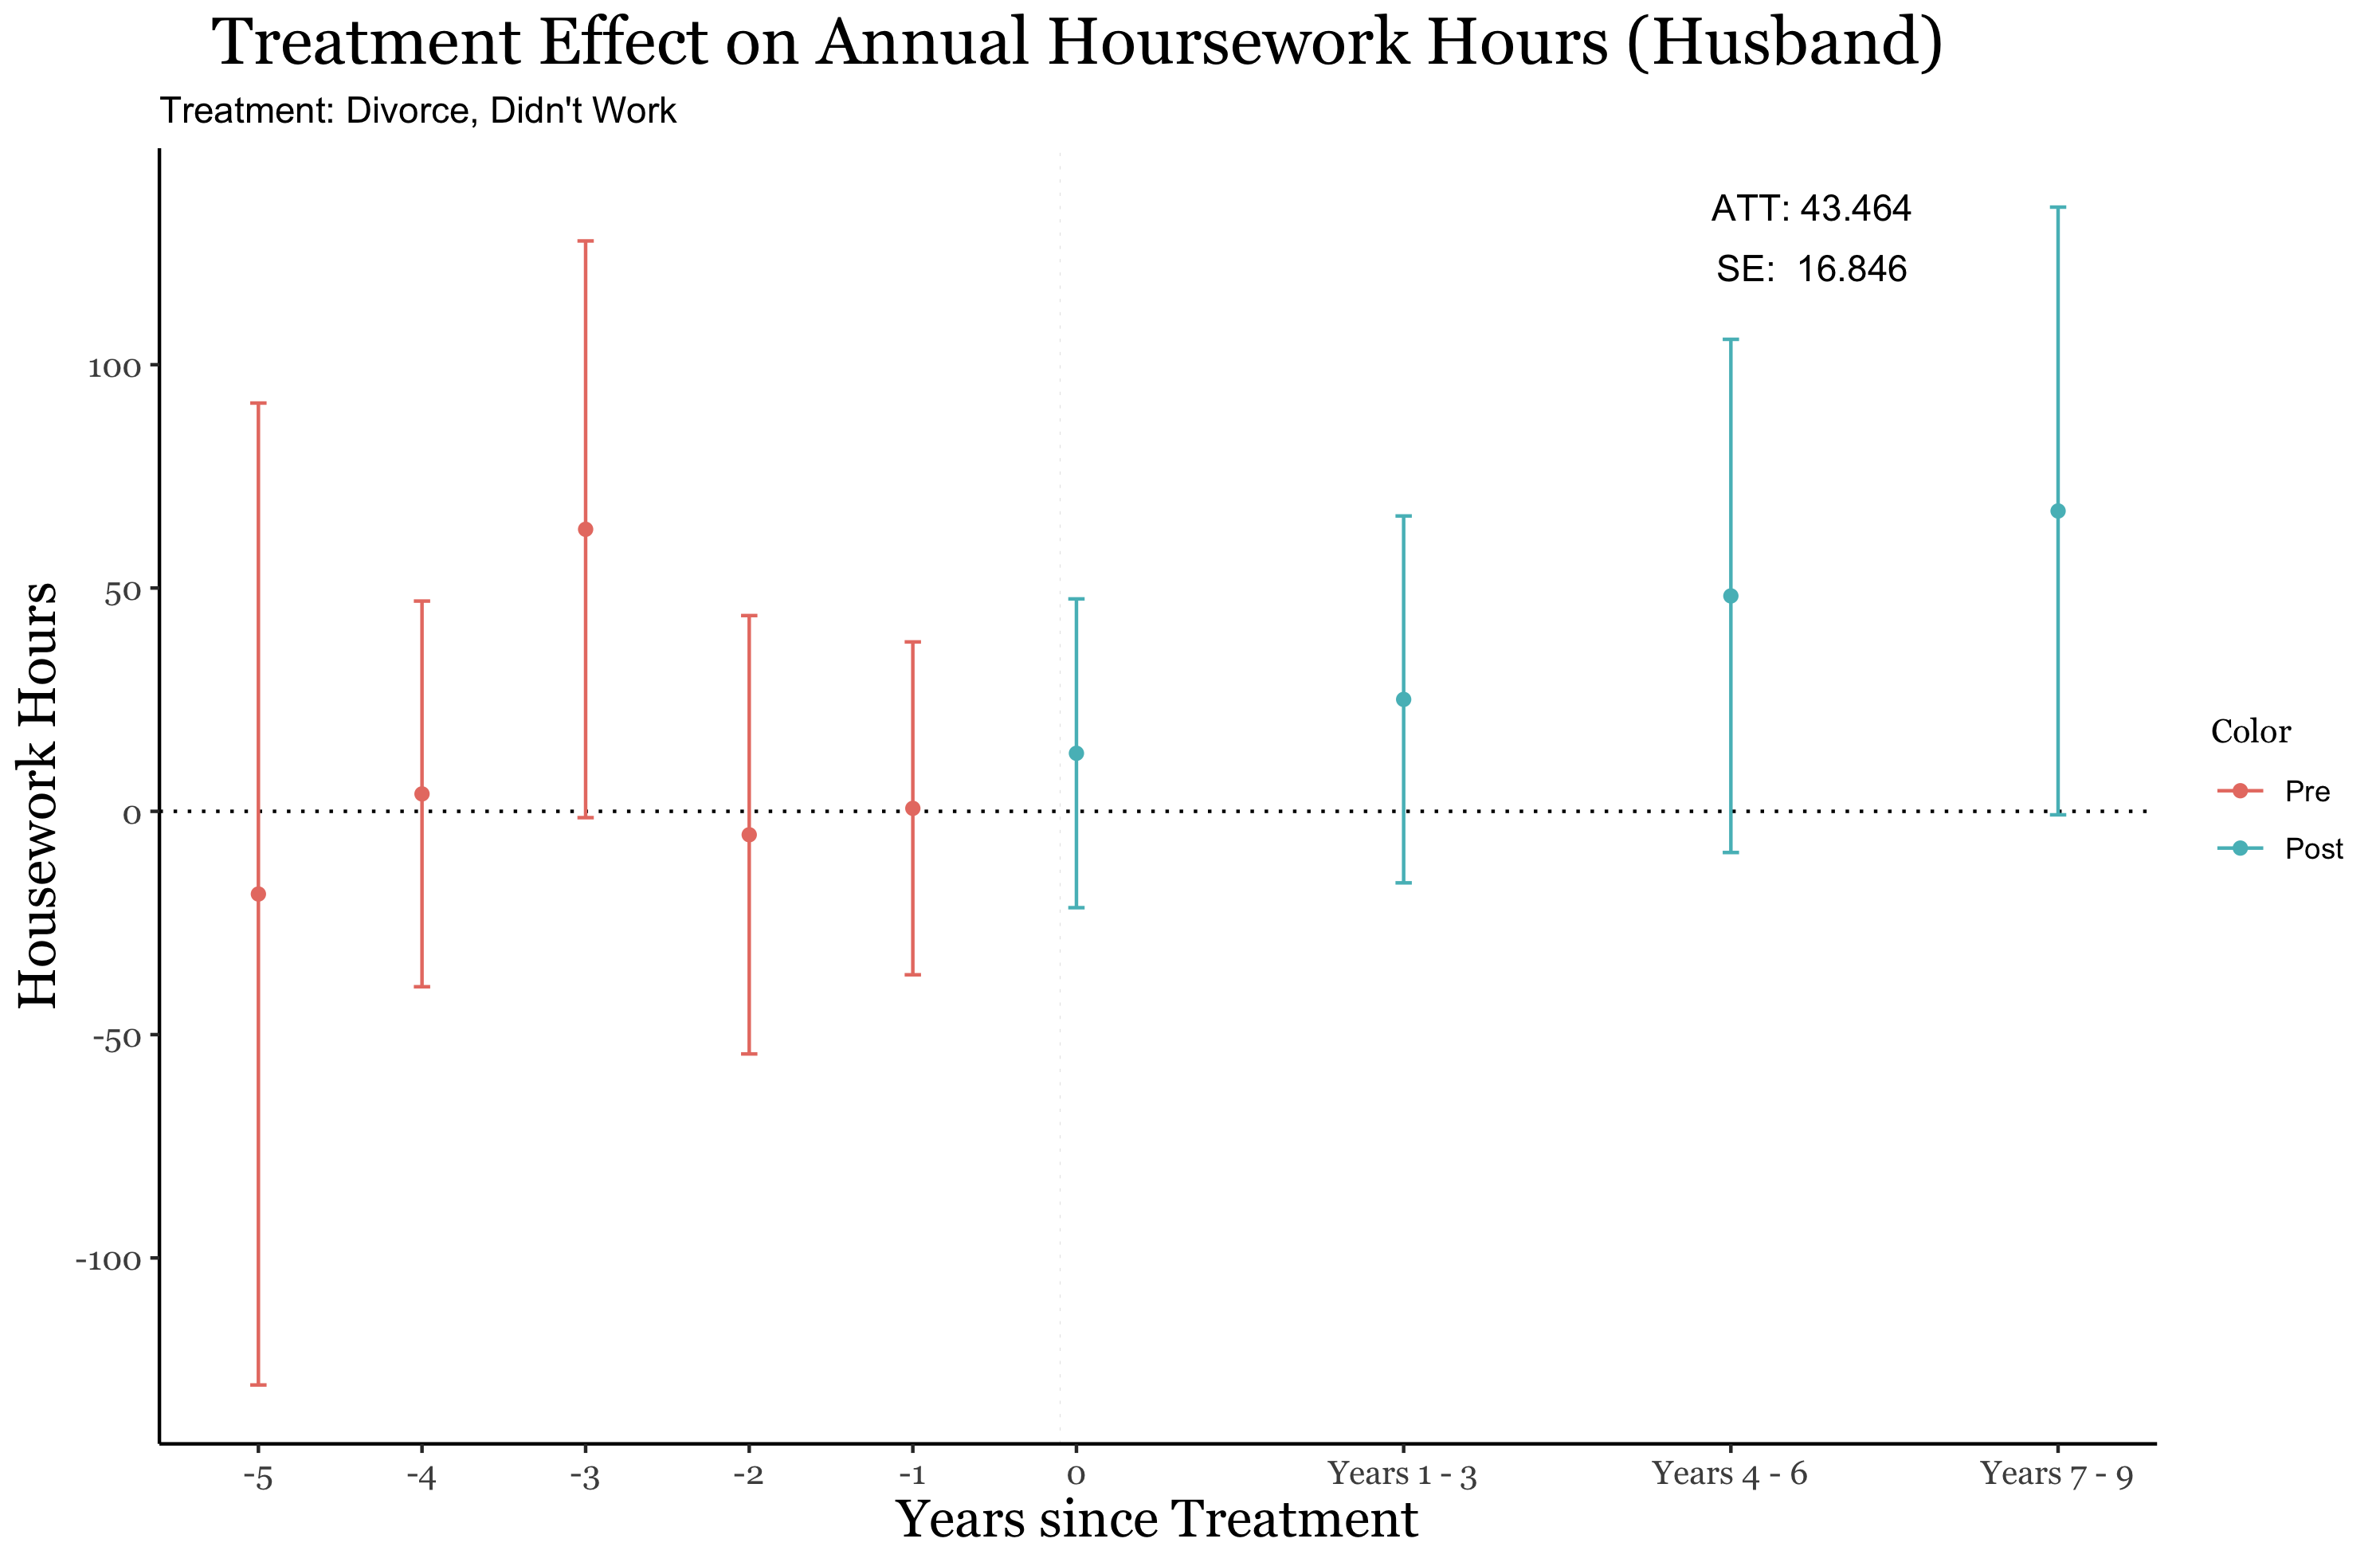 Treatment Effect on Annual Hoursework Hours (Husband)
Treatment: Divorce, Didn't Work
ATT: 43.464
SE: 16.846
100
50
0
-50
-100
Housework Hours
-5
-4
-3
-2
-1
0
Years 1 - 3
Years 4 - 6
Years 7 - 9
Years since Treatment
Color
Pre
Post